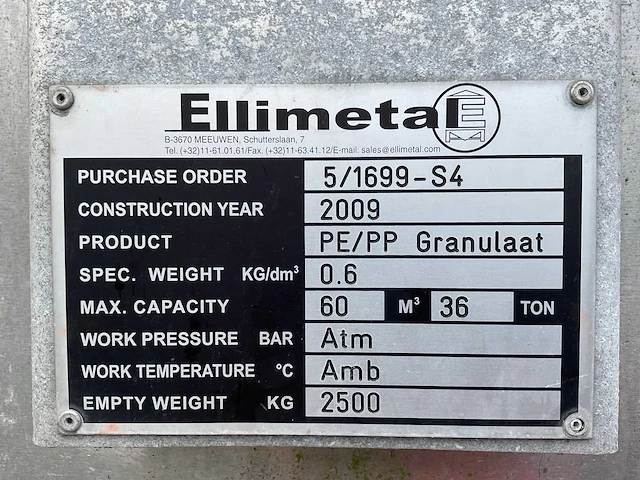 Ellimetal
B-3670 MEEUWEN, Schutterslaan, 7
Tel. (+32)11-61.01.61/Fax. (+32)11-63.41.12/E-mail: sales@ellimetal.com
PURCHASE ORDER 5/1699-S4
CONSTRUCTION YEAR 2009
PRODUCT PE/PP Granulaat
SPEC. WEIGHT KG/dm³ 0.6
MAX. CAPACITY 60 M³ 36 TON
WORK PRESSURE BAR Atm
WORK TEMPERATURE °C Amb
EMPTY WEIGHT KG 2500